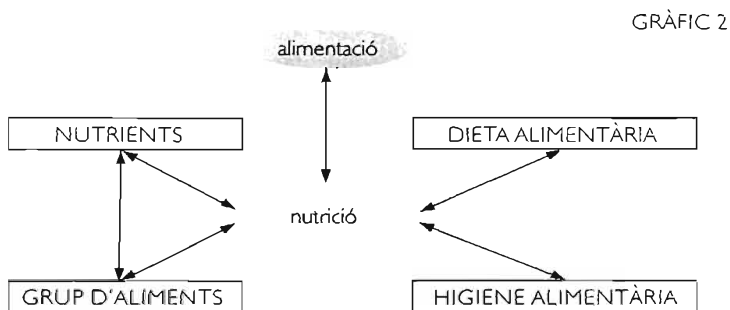 GRÀFIC 2
alimentació
NUTRIENTS
DIETA ALIMENTÀRIA
nutrició
GRUP D'ALIMENTS
HIGIENE ALIMENTÀRIA